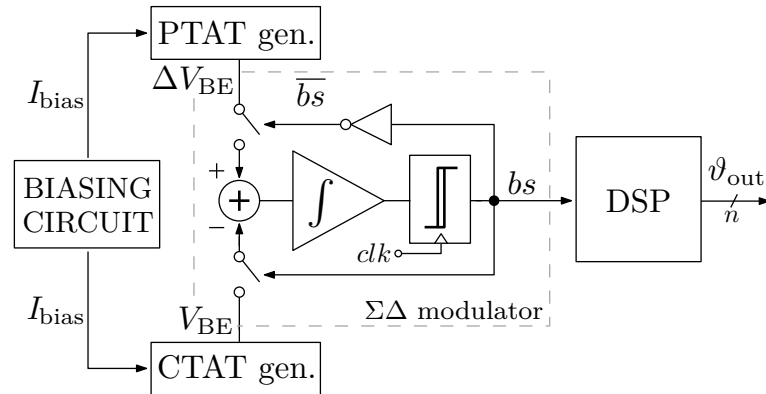 PTAT gen.
ΔV_BE
\overline{bs}
I_bias
BIASING
CIRCUIT
+
+
−
∫
bs
clk
DSP
ϑ_out
n
I_bias
V_BE
ΣΔ modulator
CTAT gen.